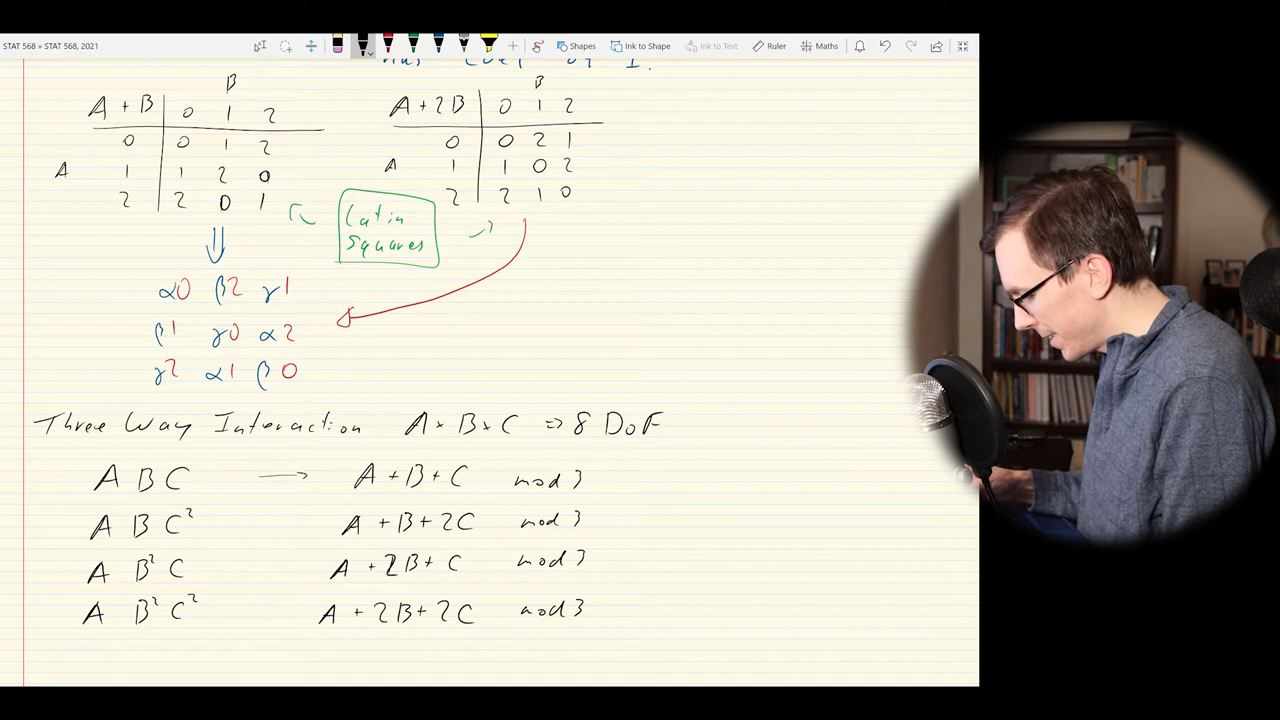 STAT 568 » STAT 568, 2021
Shapes
Ink to Shape
Ink to Text
Ruler
Maths
B
A + B 0 1 2
0 0 1 2
A 1 1 2 0
2 2 0 1
B
A + 2B 0 1 2
0 0 2 1
A 1 1 0 2
2 2 1 0
Latin
Squares
α0 β2 γ1
β1 γ0 α2
γ2 α1 β0
Three Way Interaction A × B × C ⇒ 8 DoF
A B C → A + B + C mod 3
A B C² A + B + 2C mod 3
A B² C A + 2B + C mod 3
A B² C² A + 2B + 2C mod 3